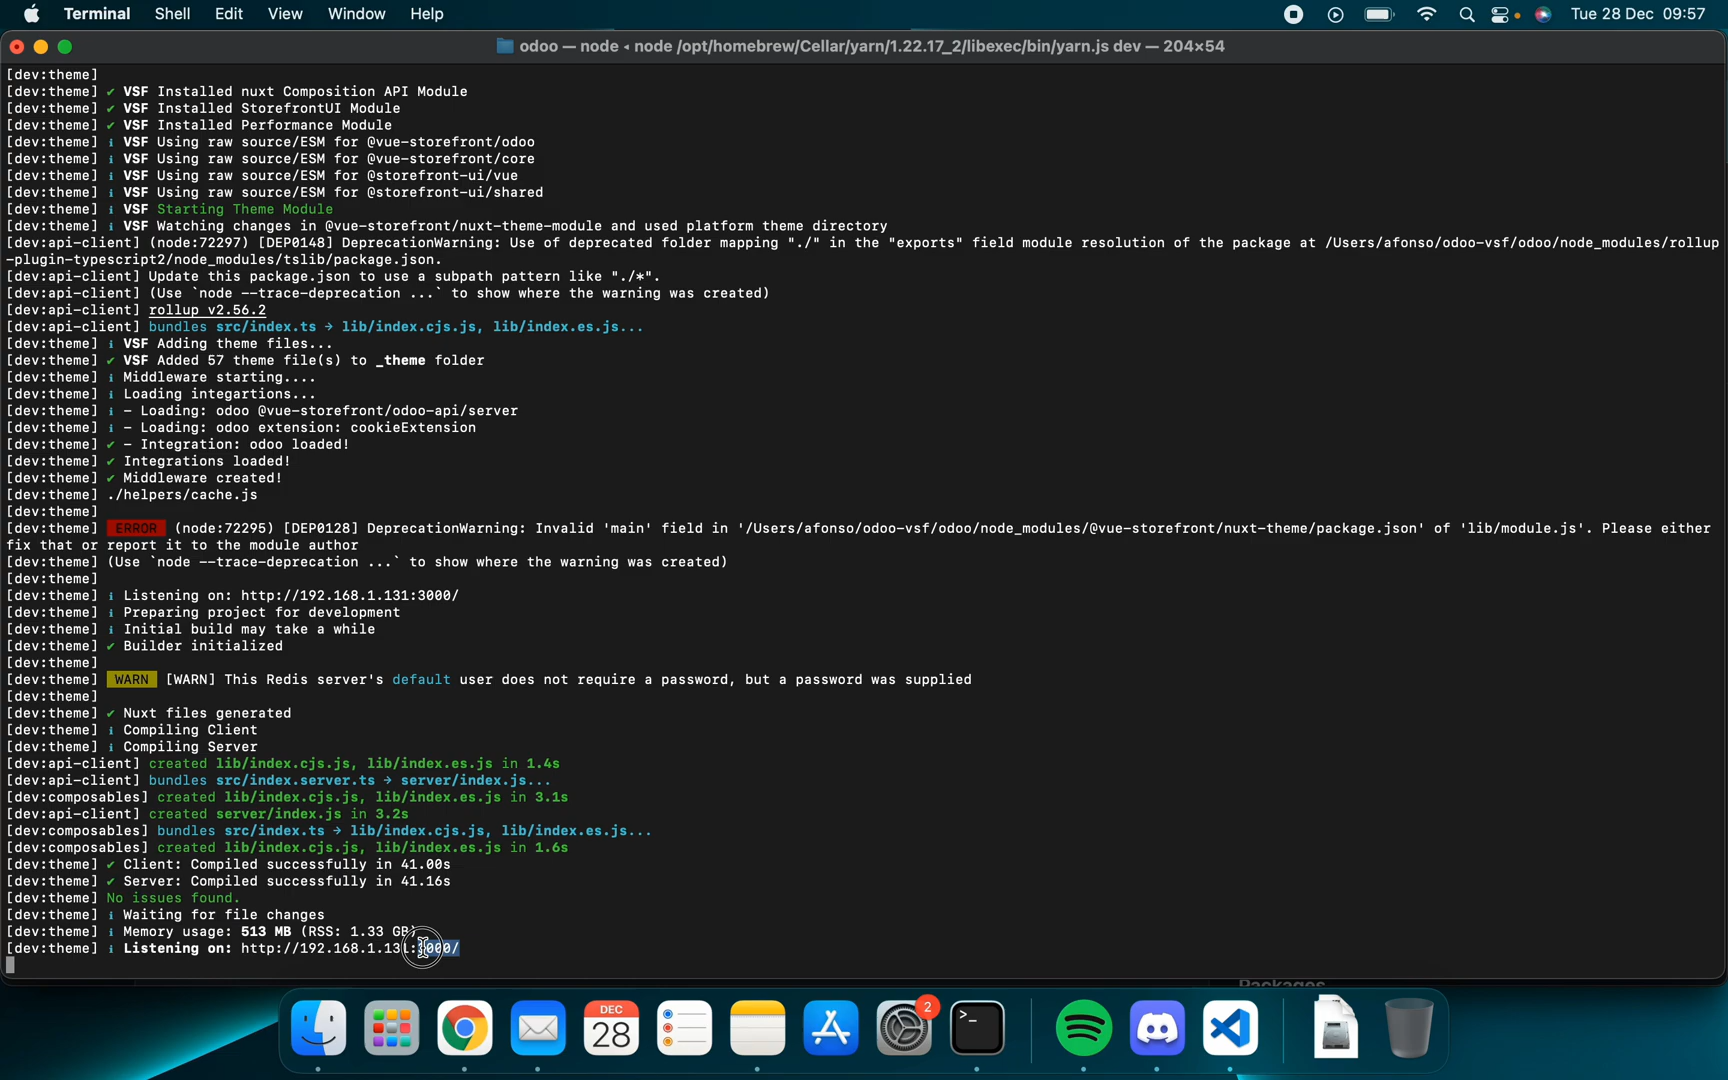 Terminal Shell Edit View Window Help Tue 28 Dec 09:57
odoo — node ◂ node /opt/homebrew/Cellar/yarn/1.22.17_2/libexec/bin/yarn.js dev — 204×54
[dev:theme]
[dev:theme] ✔ VSF Installed nuxt Composition API Module
[dev:theme] ✔ VSF Installed StorefrontUI Module
[dev:theme] ✔ VSF Installed Performance Module
[dev:theme] ℹ VSF Using raw source/ESM for @vue-storefront/odoo
[dev:theme] ℹ VSF Using raw source/ESM for @vue-storefront/core
[dev:theme] ℹ VSF Using raw source/ESM for @storefront-ui/vue
[dev:theme] ℹ VSF Using raw source/ESM for @storefront-ui/shared
[dev:theme] ℹ VSF Starting Theme Module
[dev:theme] ℹ VSF Watching changes in @vue-storefront/nuxt-theme-module and used platform theme directory
[dev:api-client] (node:72297) [DEP0148] DeprecationWarning: Use of deprecated folder mapping "./" in the "exports" field module resolution of the package at /Users/afonso/odoo-vsf/odoo/node_modules/rollup
-plugin-typescript2/node_modules/tslib/package.json.
[dev:api-client] Update this package.json to use a subpath pattern like "./*".
[dev:api-client] (Use `node --trace-deprecation ...` to show where the warning was created)
[dev:api-client] rollup v2.56.2
[dev:api-client] bundles src/index.ts → lib/index.cjs.js, lib/index.es.js...
[dev:theme] ℹ VSF Adding theme files...
[dev:theme] ✔ VSF Added 57 theme file(s) to _theme folder
[dev:theme] ℹ Middleware starting....
[dev:theme] ℹ Loading integartions...
[dev:theme] ℹ - Loading: odoo @vue-storefront/odoo-api/server
[dev:theme] ℹ - Loading: odoo extension: cookieExtension
[dev:theme] ✔ - Integration: odoo loaded!
[dev:theme] ✔ Integrations loaded!
[dev:theme] ✔ Middleware created!
[dev:theme] ./helpers/cache.js
[dev:theme]
[dev:theme] ERROR (node:72295) [DEP0128] DeprecationWarning: Invalid 'main' field in '/Users/afonso/odoo-vsf/odoo/node_modules/@vue-storefront/nuxt-theme/package.json' of 'lib/module.js'. Please either
fix that or report it to the module author
[dev:theme] (Use `node --trace-deprecation ...` to show where the warning was created)
[dev:theme]
[dev:theme] ℹ Listening on: http://192.168.1.131:3000/
[dev:theme] ℹ Preparing project for development
[dev:theme] ℹ Initial build may take a while
[dev:theme] ✔ Builder initialized
[dev:theme]
[dev:theme] WARN [WARN] This Redis server's default user does not require a password, but a password was supplied
[dev:theme]
[dev:theme] ✔ Nuxt files generated
[dev:theme] ℹ Compiling Client
[dev:theme] ℹ Compiling Server
[dev:api-client] created lib/index.cjs.js, lib/index.es.js in 1.4s
[dev:api-client] bundles src/index.server.ts → server/index.js...
[dev:composables] created lib/index.cjs.js, lib/index.es.js in 3.1s
[dev:api-client] created server/index.js in 3.2s
[dev:composables] bundles src/index.ts → lib/index.cjs.js, lib/index.es.js...
[dev:composables] created lib/index.cjs.js, lib/index.es.js in 1.6s
[dev:theme] ✔ Client: Compiled successfully in 41.00s
[dev:theme] ✔ Server: Compiled successfully in 41.16s
[dev:theme] No issues found.
[dev:theme] ℹ Waiting for file changes
[dev:theme] ℹ Memory usage: 513 MB (RSS: 1.33 GB)
[dev:theme] ℹ Listening on: http://192.168.1.131:3000/
Packages
DEC
28
2